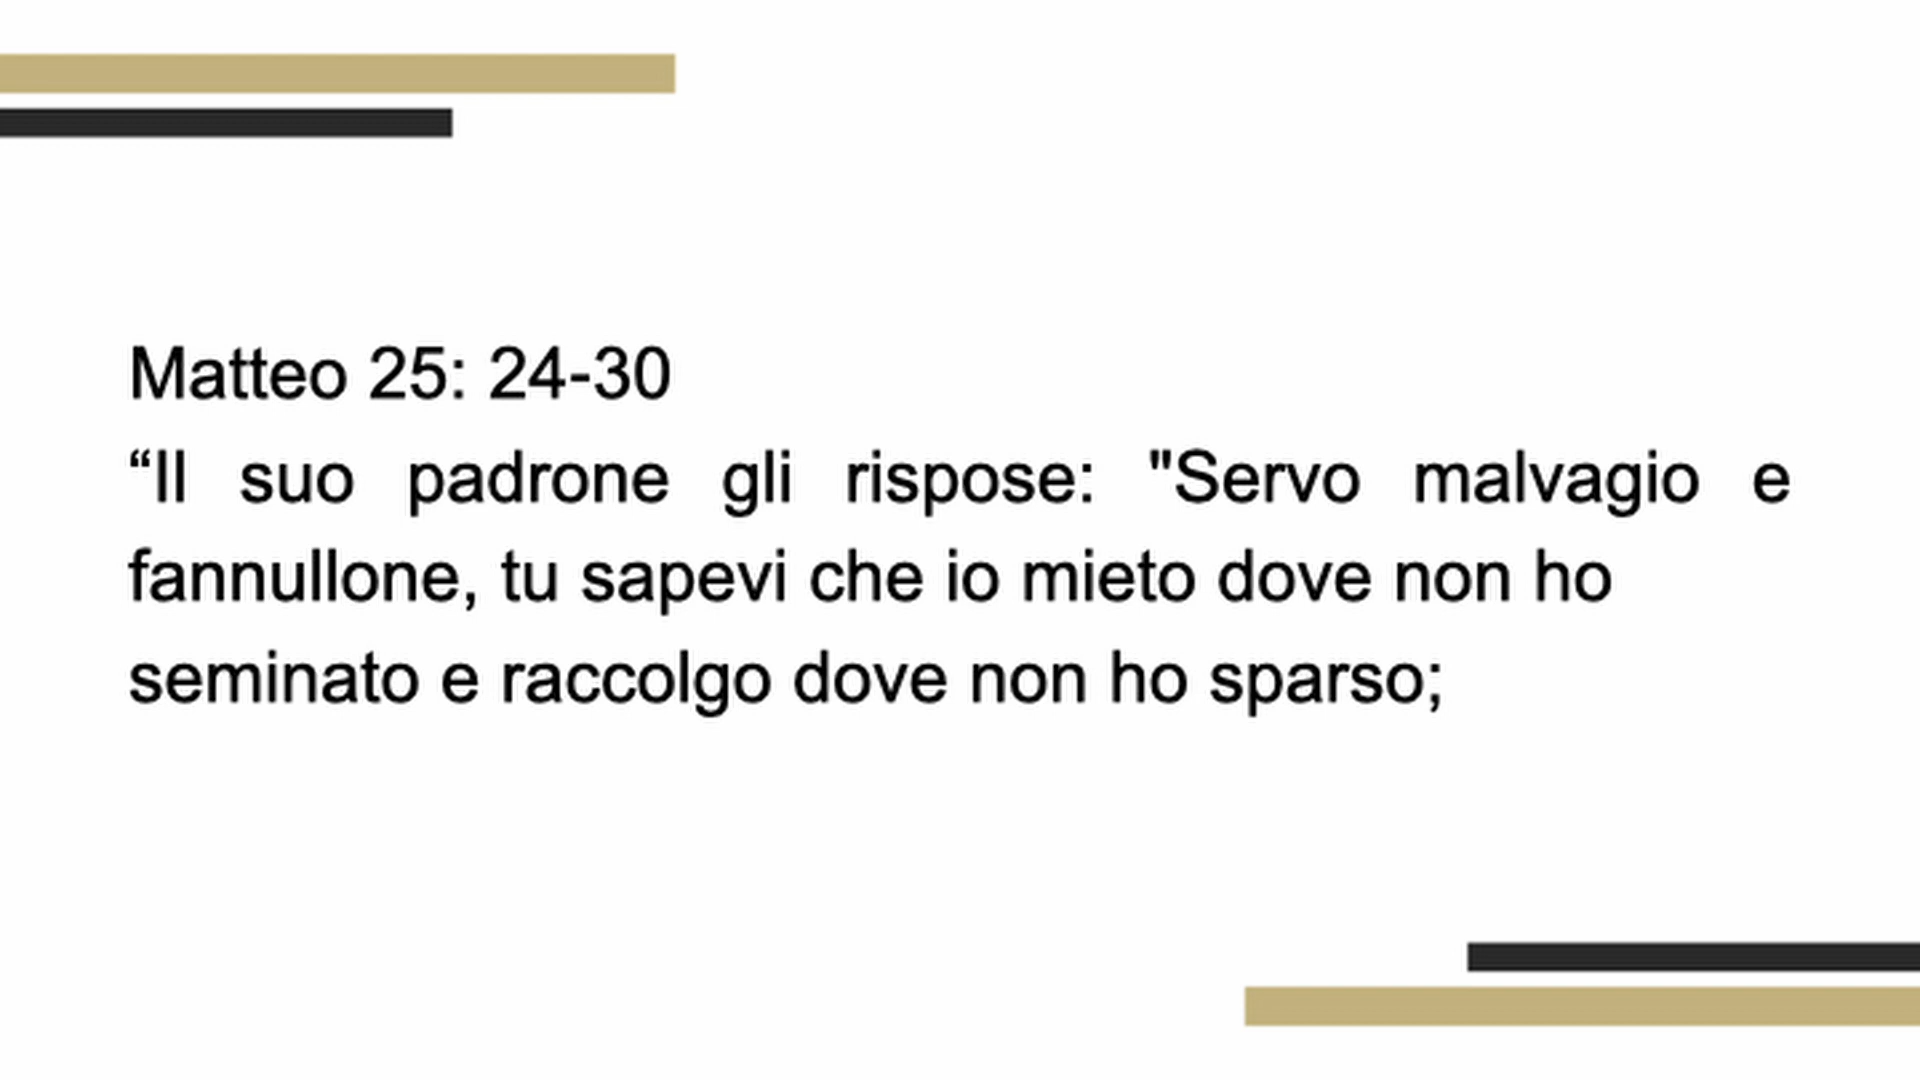 Matteo 25: 24-30
“Il suo padrone gli rispose: "Servo malvagio e
fannullone, tu sapevi che io mieto dove non ho
seminato e raccolgo dove non ho sparso;